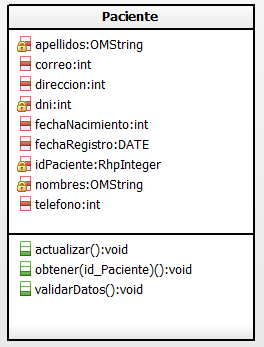 Paciente
apellidos:OMString
correo:int
direccion:int
dni:int
fechaNacimiento:int
fechaRegistro:DATE
idPaciente:RhpInteger
nombres:OMString
telefono:int
actualizar():void
obtener(id_Paciente)():void
validarDatos():void